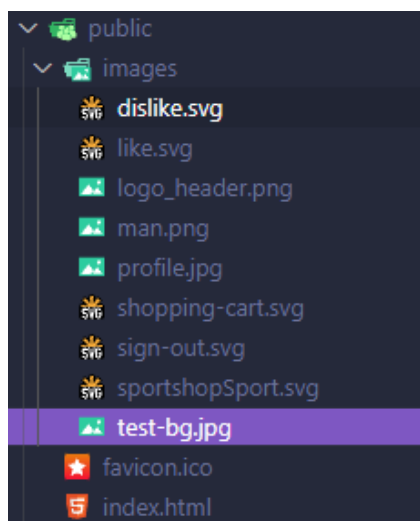 public
images
dislike.svg
like.svg
logo_header.png
man.png
profile.jpg
shopping-cart.svg
sign-out.svg
sportshopSport.svg
test-bg.jpg
favicon.ico
index.html